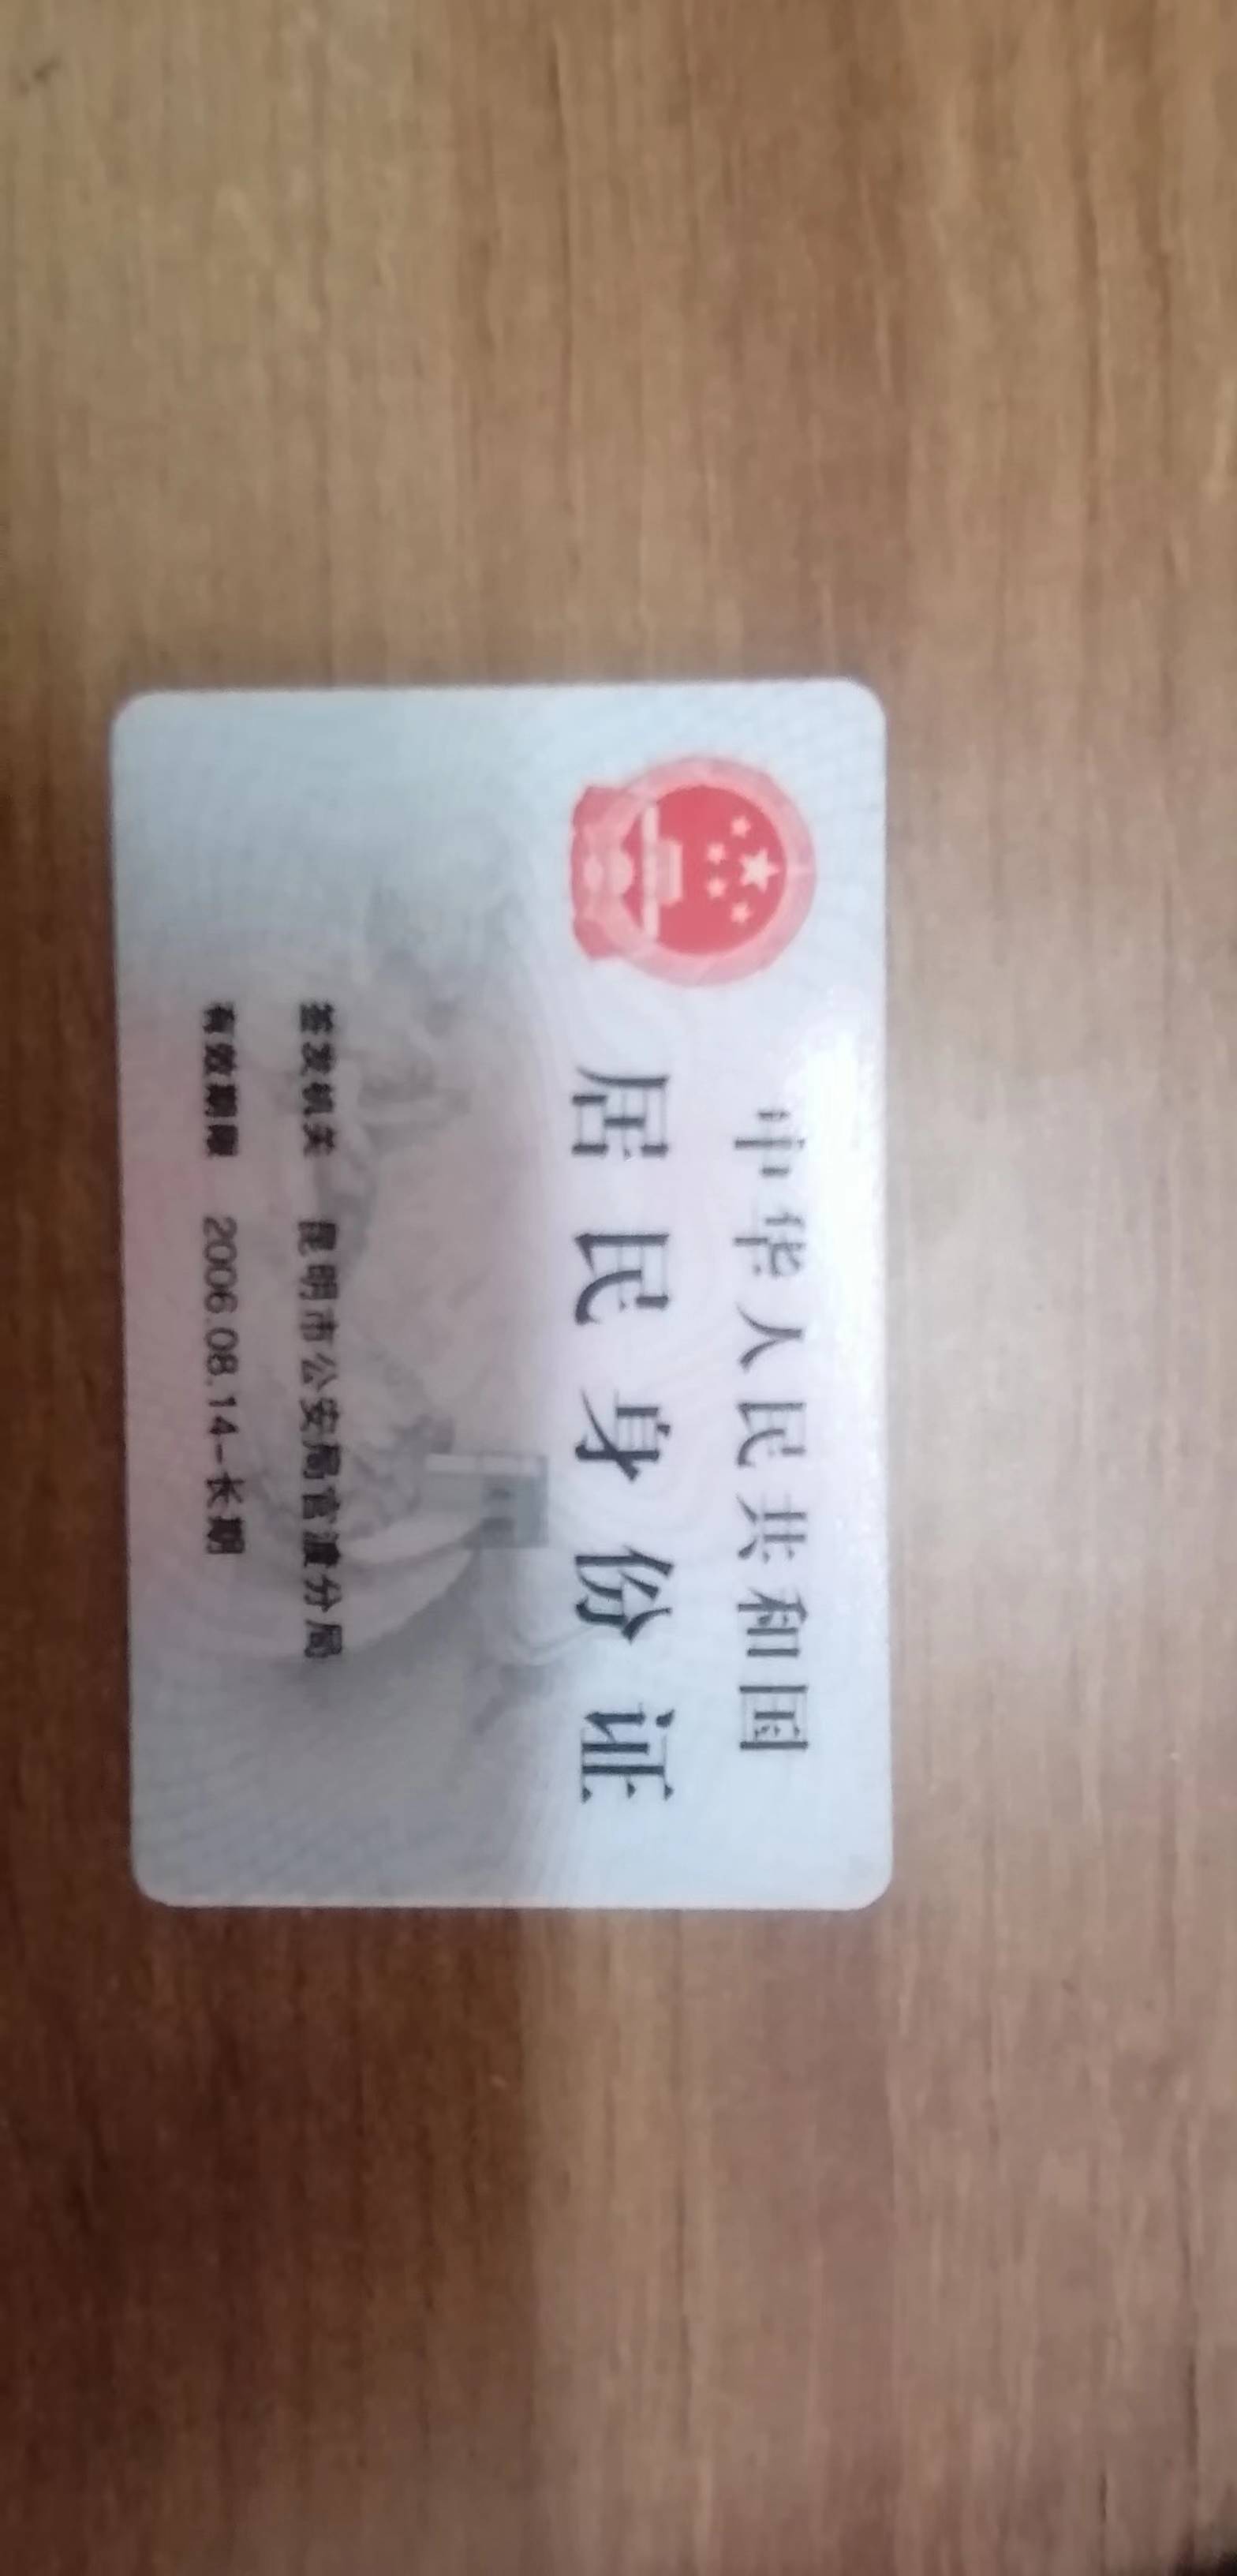 中华人民共和国
居民身份证
签发机关 昆明市公安局官渡分局
有效期限 2006.08.14-长期